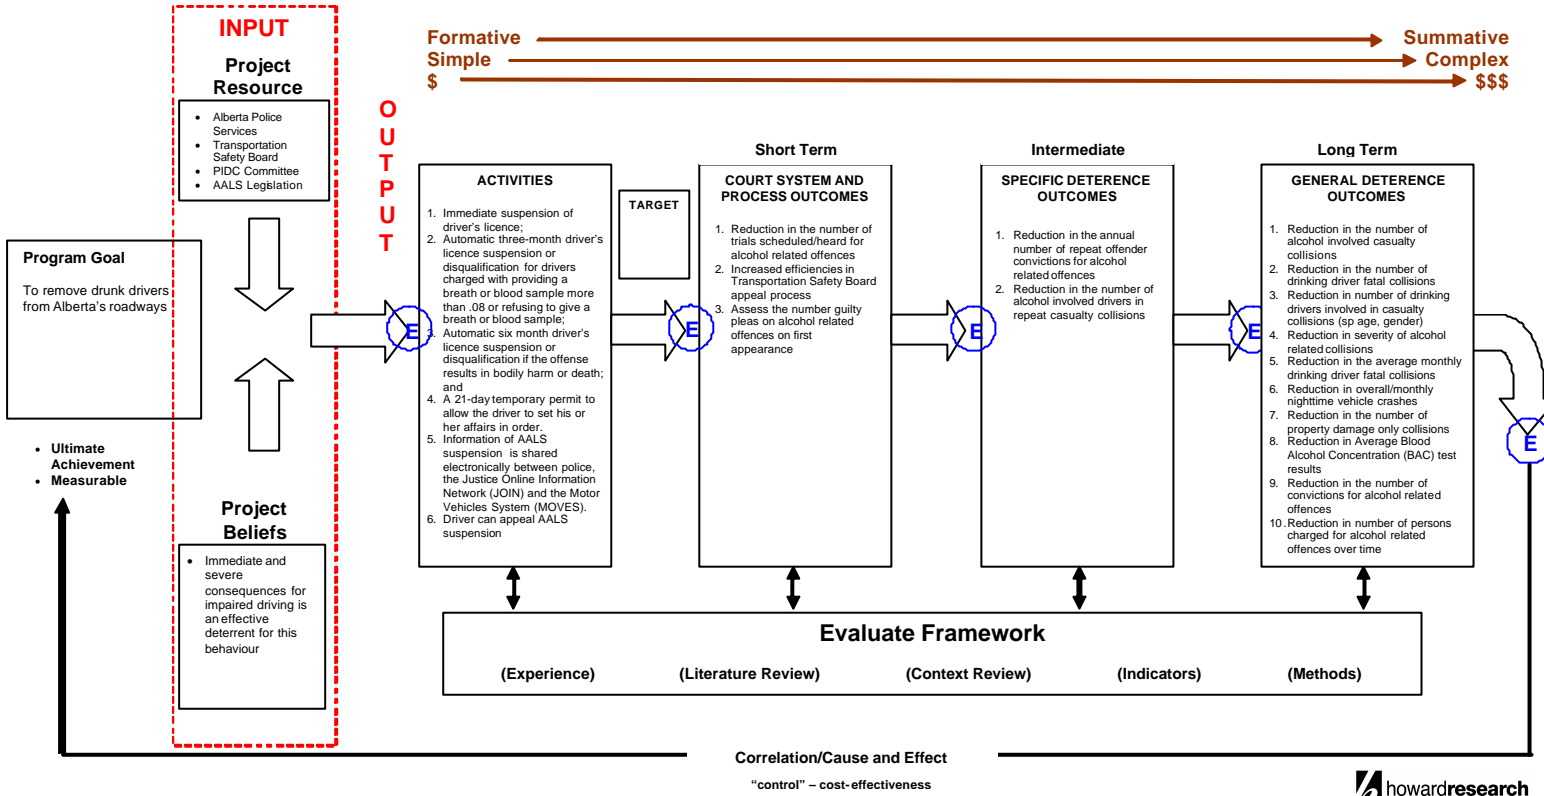 INPUT
Project
Resource
• Alberta Police
Services
• Transportation
Safety Board
• PIDC Committee
• AALS Legislation
Program Goal
To remove drunk drivers
from Alberta's roadways
• Ultimate
Achievement
• Measurable
Project
Beliefs
• Immediate and
severe
consequences for
impaired driving is
an effective
deterrent for this
behaviour
O
U
T
P
U
T
Formative
Summative
Simple
Complex
$
$$$
ACTIVITIES
1. Immediate suspension of
driver's licence;
2. Automatic three-month driver's
licence suspension or
disqualification for drivers
charged with providing a
breath or blood sample more
than .08 or refusing to give a
breath or blood sample;
3. Automatic six month driver's
licence suspension or
disqualification if the offense
results in bodily harm or death;
and
4. A 21-day temporary permit to
allow the driver to set his or
her affairs in order.
5. Information of AALS
suspension is shared
electronically between police,
the Justice Online Information
Network (JOIN) and the Motor
Vehicles System (MOVES).
6. Driver can appeal AALS
suspension
E
TARGET
E
Short Term
COURT SYSTEM AND
PROCESS OUTCOMES
1. Reduction in the number of
trials scheduled/heard for
alcohol related offences
2. Increased efficiencies in
Transportation Safety Board
appeal process
3. Assess the number guilty
pleas on alcohol related
offences on first
appearance
E
Intermediate
SPECIFIC DETERENCE
OUTCOMES
1. Reduction in the annual
number of repeat offender
convictions for alcohol
related offences
2. Reduction in the number of
alcohol involved drivers in
repeat casualty collisions
E
Long Term
GENERAL DETERENCE
OUTCOMES
1. Reduction in the number of
alcohol involved casualty
collisions
2. Reduction in the number of
drinking driver fatal collisions
3. Reduction in number of drinking
drivers involved in casualty
collisions (sp age, gender)
4. Reduction in severity of alcohol
related collisions
5. Reduction in the average monthly
drinking driver fatal collisions
6. Reduction in overall/monthly
nighttime vehicle crashes
7. Reduction in the number of
property damage only collisions
8. Reduction in Average Blood
Alcohol Concentration (BAC) test
results
9. Reduction in the number of
convictions for alcohol related
offences
10. Reduction in number of persons
charged for alcohol related
offences over time
E
Evaluate Framework
(Experience) (Literature Review) (Context Review) (Indicators) (Methods)
Correlation/Cause and Effect
"control" – cost-effectiveness
howardresearch